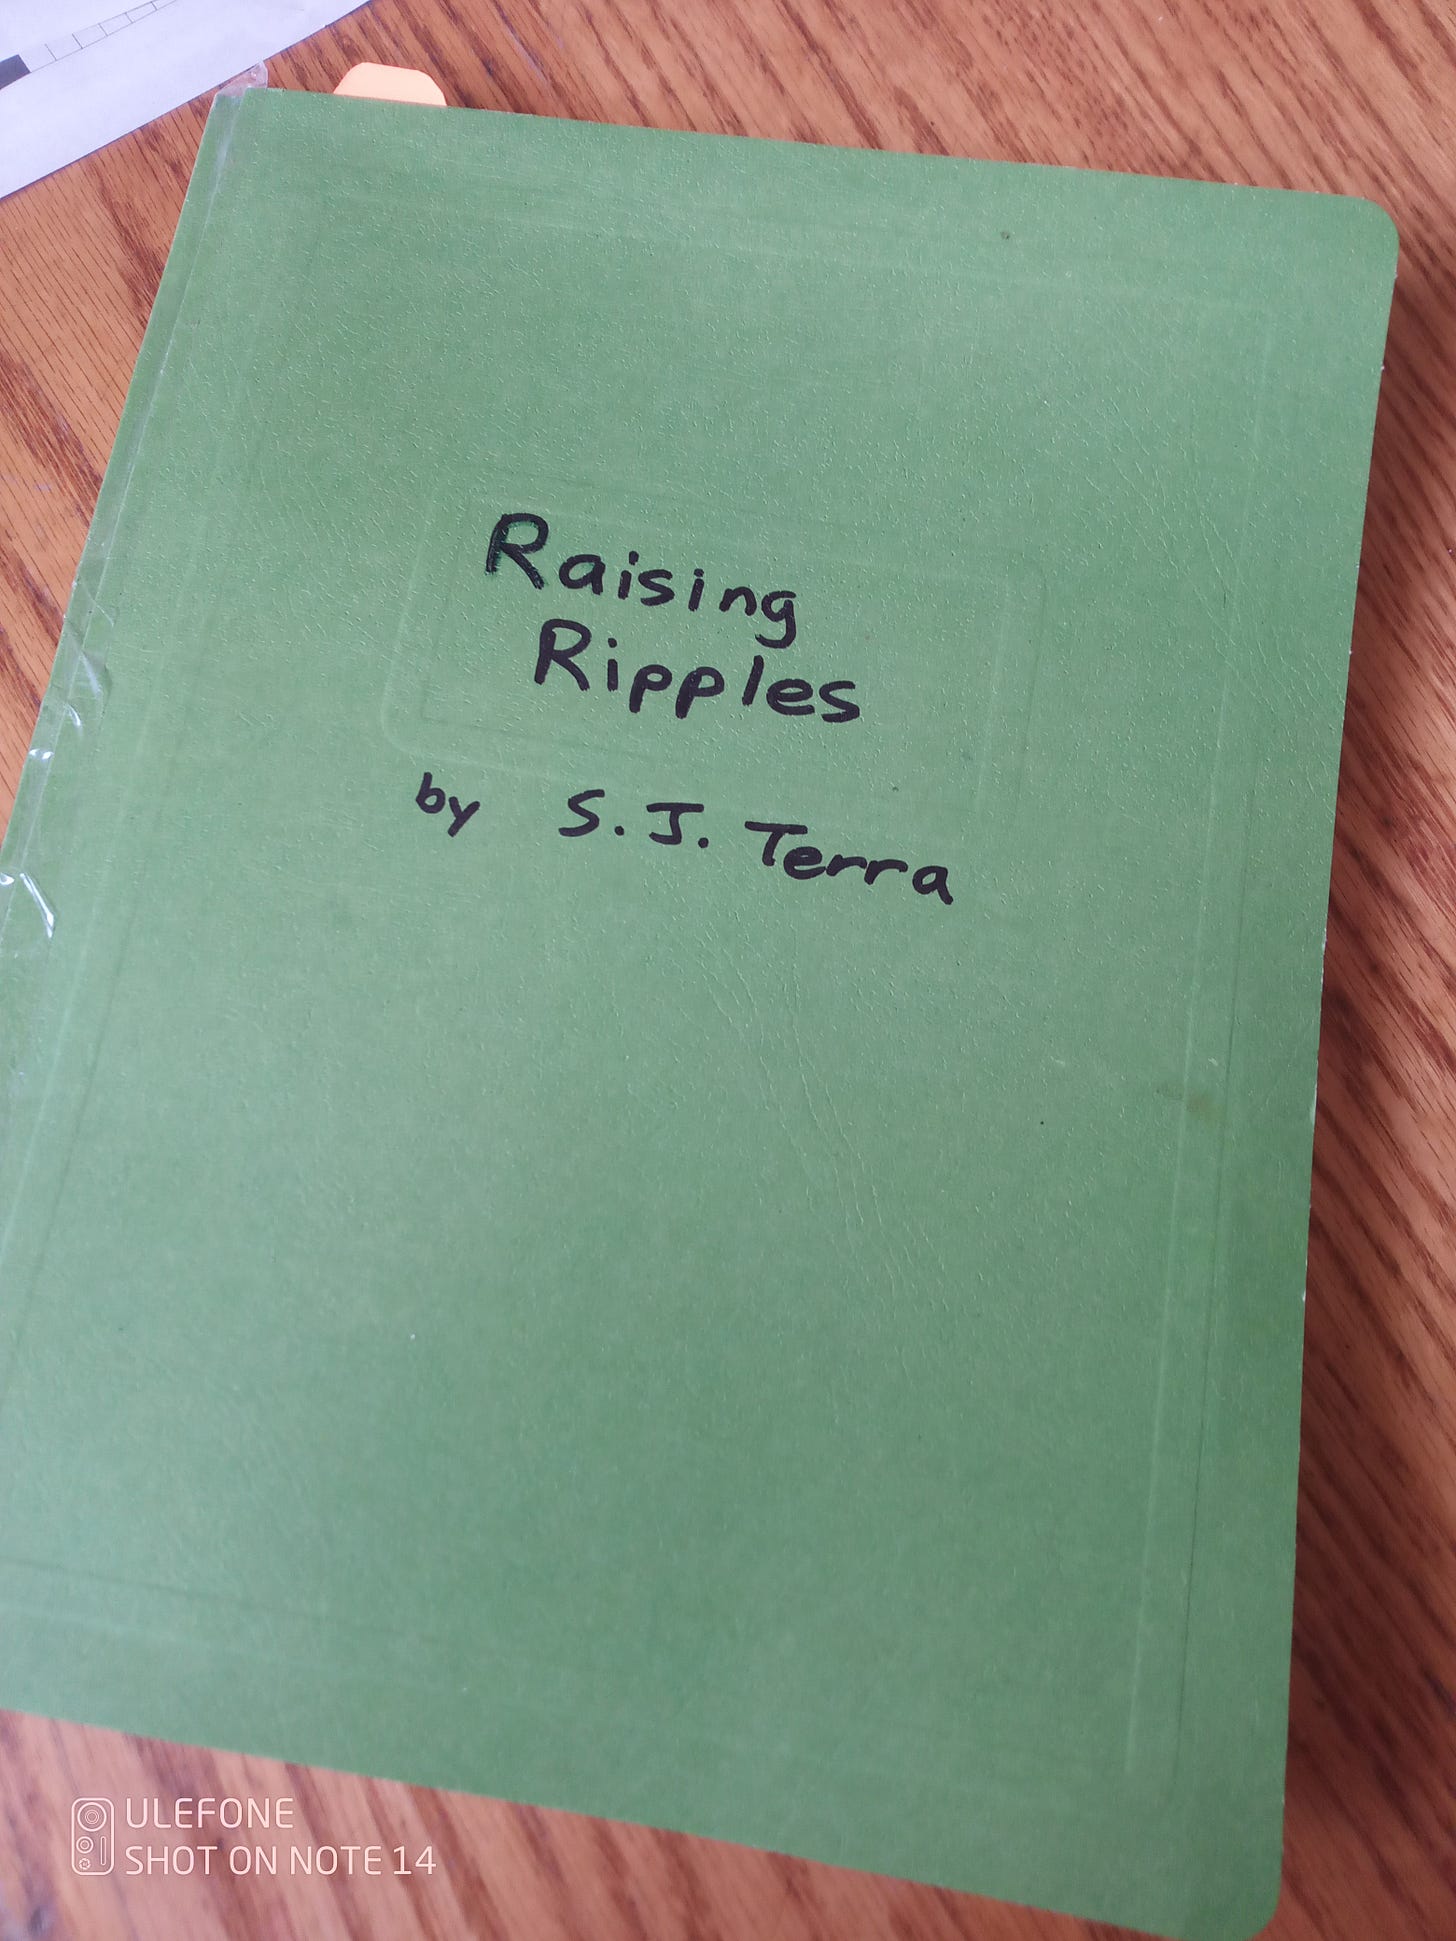 Raising
Ripples
by S. J. Terra
ULEFONE
SHOT ON NOTE 14